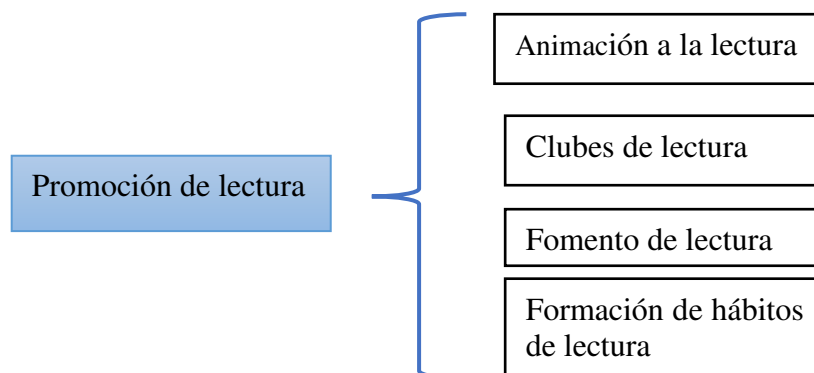 Promoción de lectura
Animación a la lectura
Clubes de lectura
Fomento de lectura
Formación de hábitos
de lectura